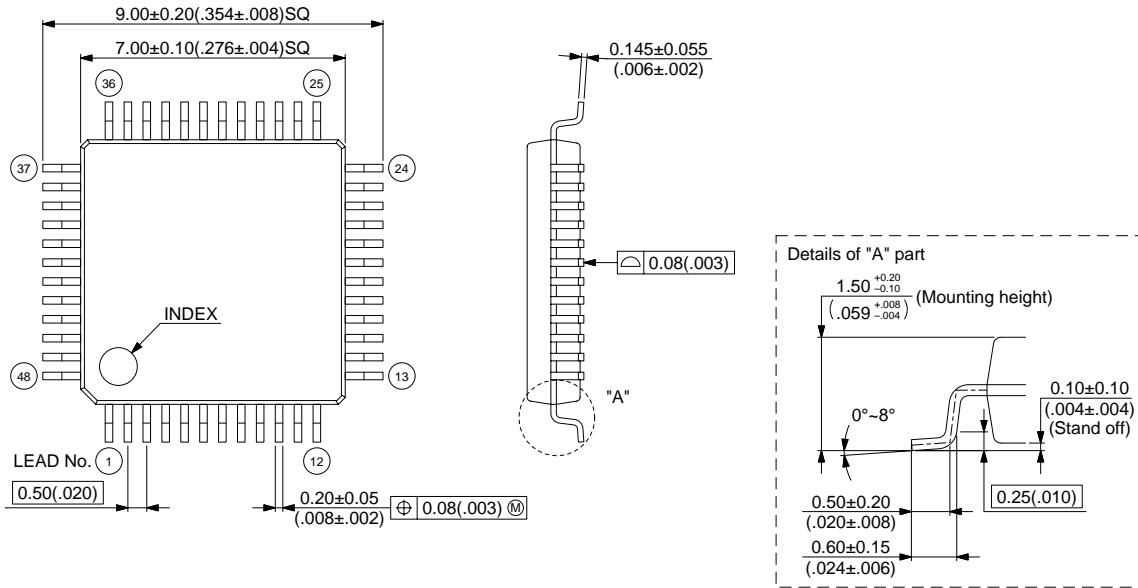 9.00±0.20(.354±.008)SQ
7.00±0.10(.276±.004)SQ
0.145±0.055
(.006±.002)
36
25
37
24
INDEX
48
13
LEAD No.
1
12
0.50(.020)
0.20±0.05
(.008±.002)
⌖ 0.08(.003) Ⓜ
⌓ 0.08(.003)
"A"
Details of "A" part
1.50 +0.20 –0.10
(.059 +.008 –.004)
(Mounting height)
0°~8°
0.10±0.10
(.004±.004)
(Stand off)
0.50±0.20
(.020±.008)
0.25(.010)
0.60±0.15
(.024±.006)